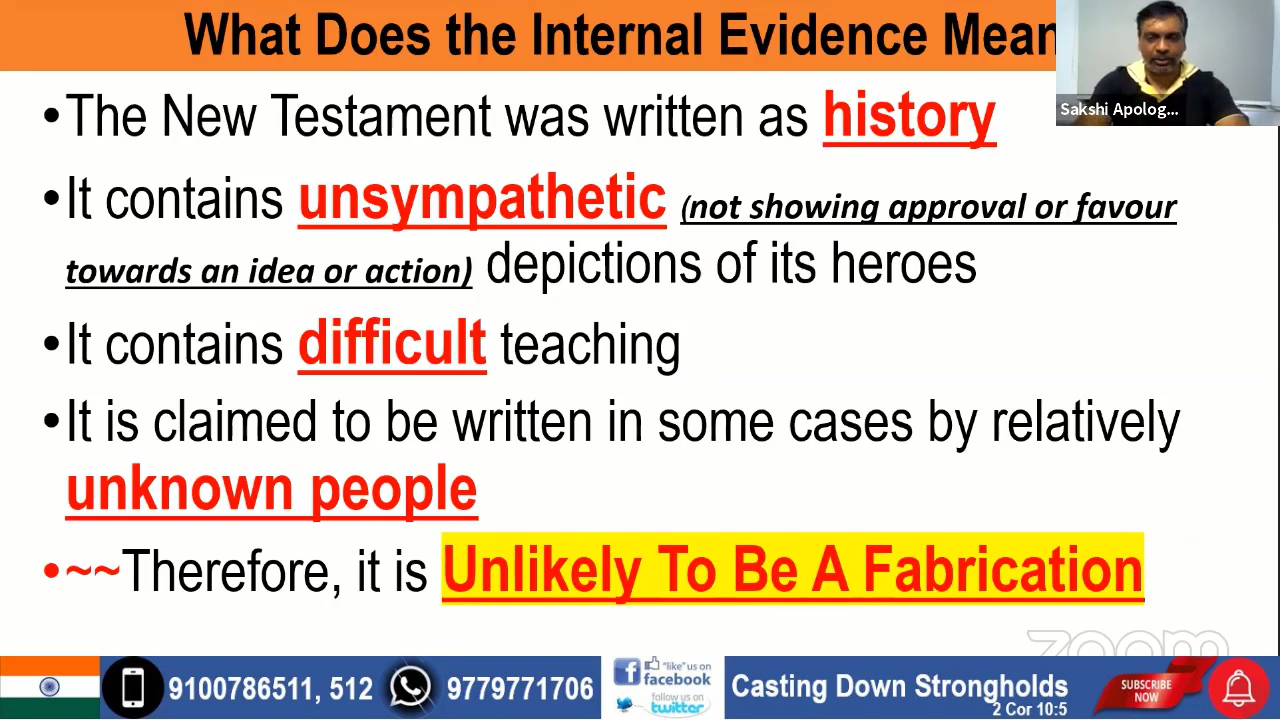 What Does the Internal Evidence Mean
Sakshi Apolog...
•The New Testament was written as history
•It contains unsympathetic (not showing approval or favour
towards an idea or action) depictions of its heroes
•It contains difficult teaching
•It is claimed to be written in some cases by relatively
unknown people
•~~Therefore, it is Unlikely To Be A Fabrication
zoom
9100786511, 512
9779771706
"like" us on
facebook
follow us on
twitter
Casting Down Strongholds
2 Cor 10:5
SUBSCRIBE
NOW